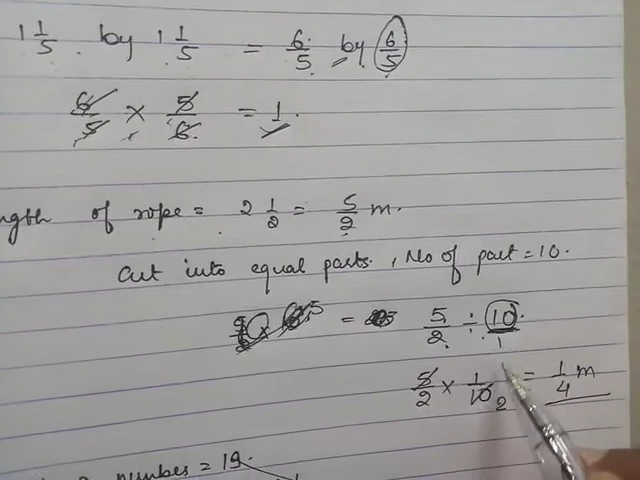 1 1/5 by 1 1/5 = 6/5 by 6/5
6/5 × 5/6 = 1.
ngth of rope = 2 1/2 = 5/2 m.
Cut into equal parts. , No of part = 10.
= 5/2 ÷ 10/1
5/2 × 1/10 2 = 1/4 m
number = 19.